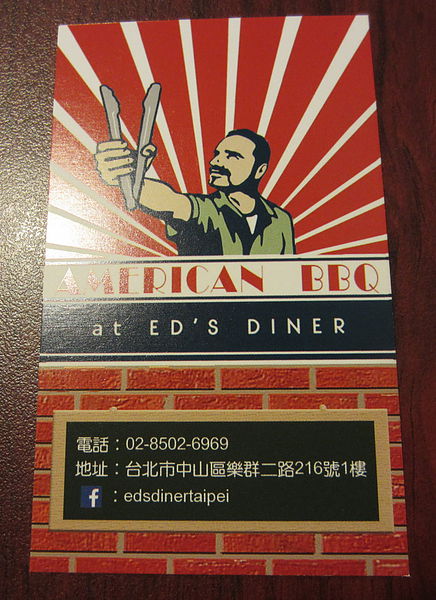 AMERICAN BBQ
at ED'S DINER
電話：02-8502-6969
地址：台北市中山區樂群二路216號1樓
f：edsdinertaipei